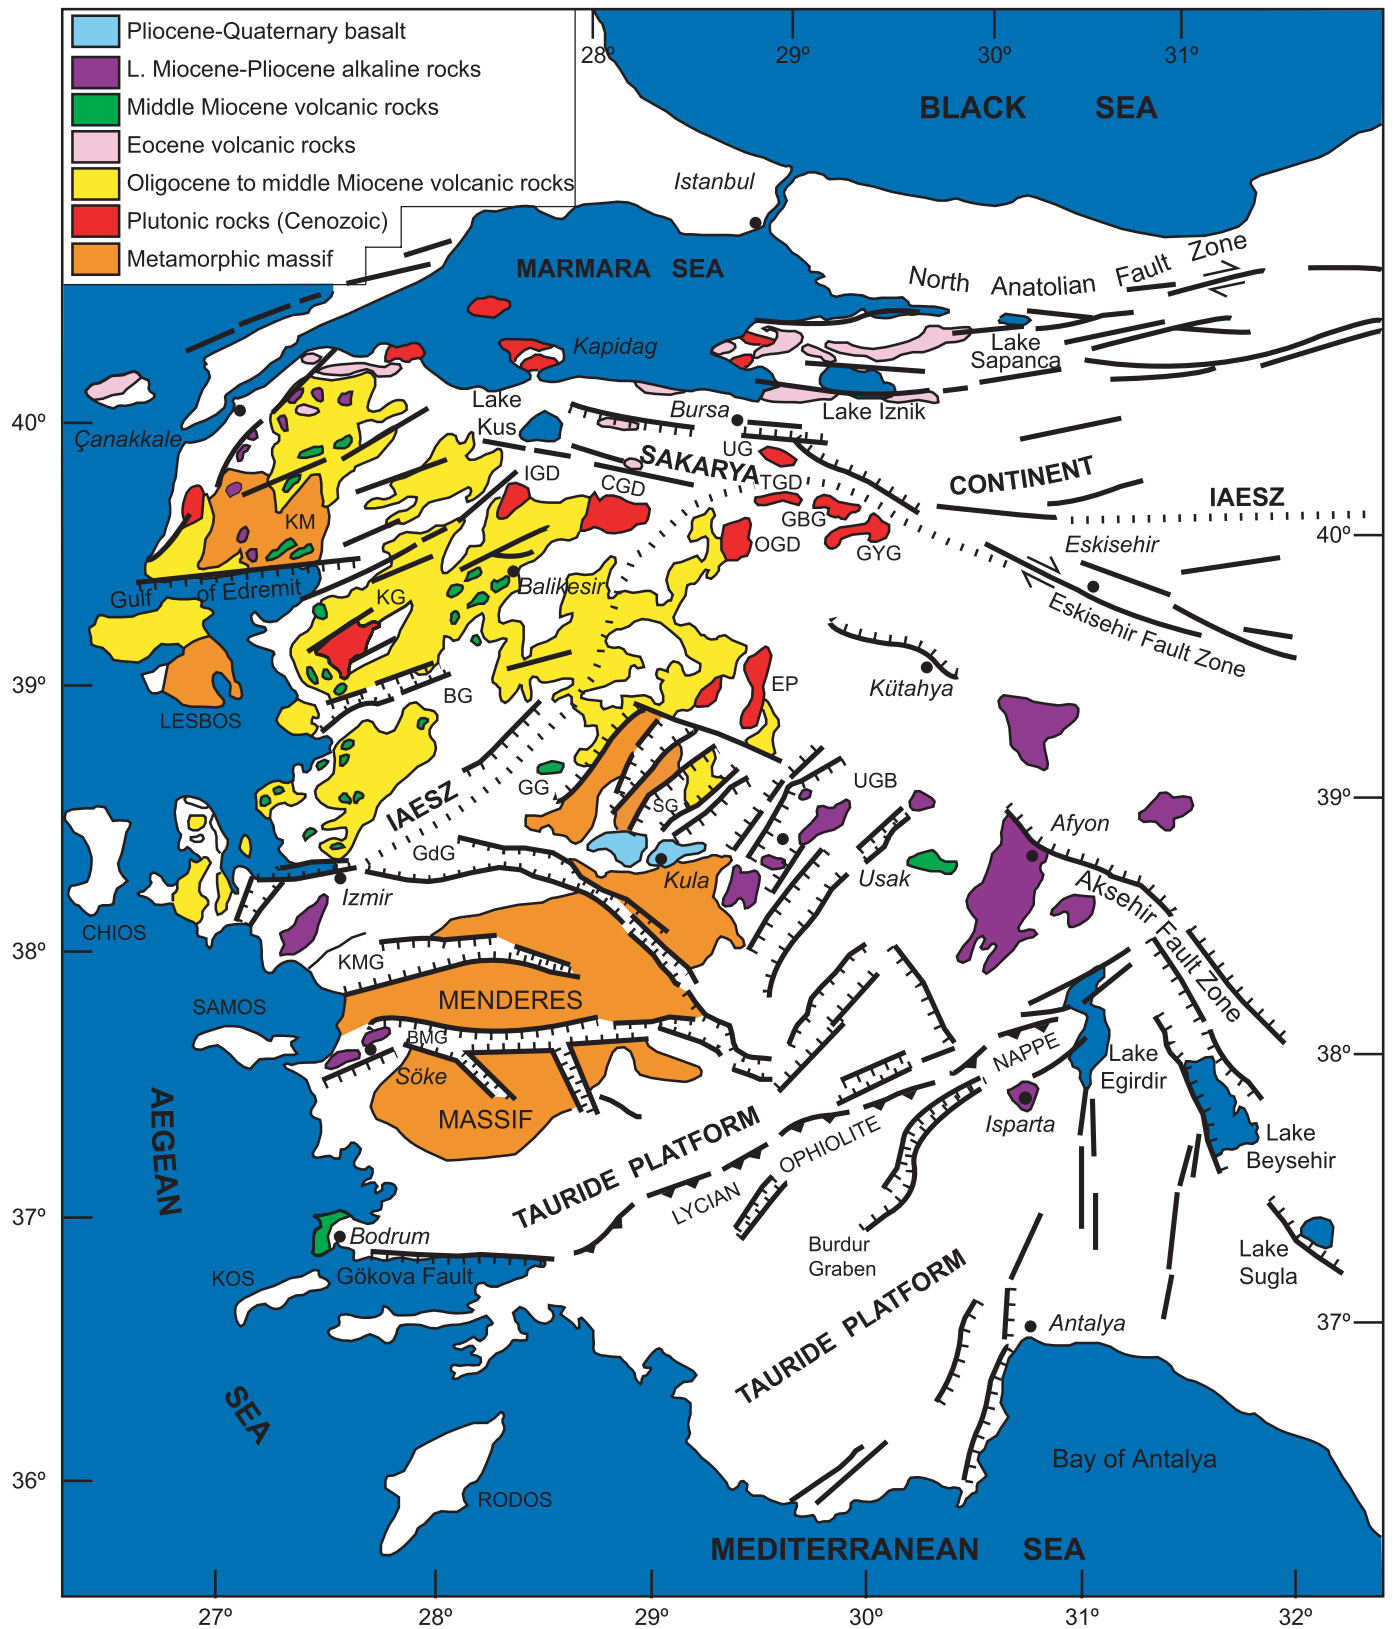 Pliocene-Quaternary basalt
L. Miocene-Pliocene alkaline rocks
Middle Miocene volcanic rocks
Eocene volcanic rocks
Oligocene to middle Miocene volcanic rocks
Plutonic rocks (Cenozoic)
Metamorphic massif
28º
29º
30º
31º
BLACK SEA
Istanbul
MARMARA SEA
North Anatolian Fault Zone
Kapidag
Lake
Sapanca
Lake
Kus
Bursa
Lake Iznik
40º
Çanakkale
UG
SAKARYA
CONTINENT
IGD
CGD
TGD
IAESZ
GBG
KM
OGD
GYG
40º
Eskisehir
Gulf of Edremit
Balikesir
KG
Eskisehir Fault Zone
39º
BG
EP
Kütahya
LESBOS
UGB
GG
SG
IAESZ
39º
Afyon
GdG
Kula
Usak
Izmir
Aksehir Fault Zone
CHIOS
38º
KMG
MENDERES
SAMOS
BMG
NAPPE
Lake
Egirdir
38º
Söke
MASSIF
Isparta
AEGEAN
TAURIDE PLATFORM
OPHIOLITE
Lake
Beysehir
LYCIAN
37º
Bodrum
Burdur
Graben
Lake
Sugla
KOS
Gökova Fault
TAURIDE PLATFORM
Antalya
37º
SEA
36º
RODOS
Bay of Antalya
MEDITERRANEAN SEA
27º
28º
29º
30º
31º
32º